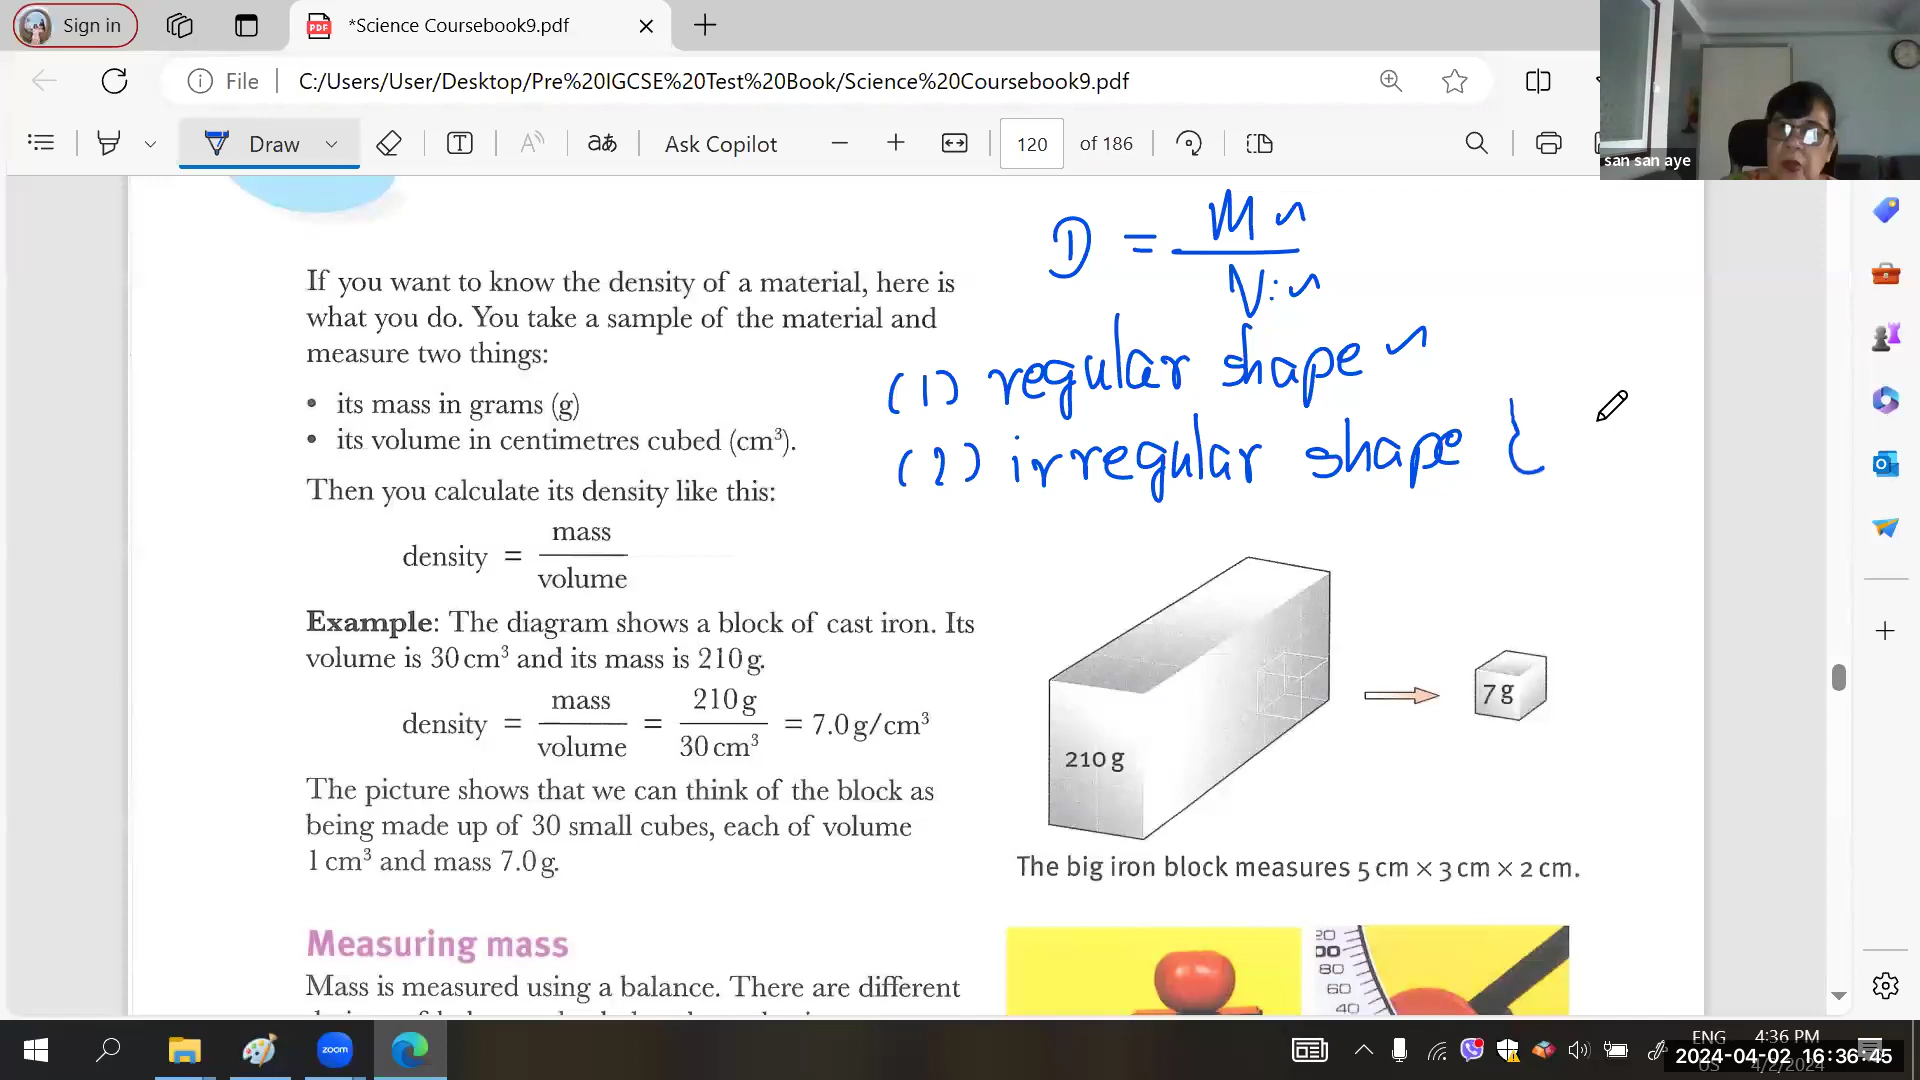 Sign in
*Science Coursebook9.pdf
File
C:/Users/User/Desktop/Pre%20IGCSE%20Test%20Book/Science%20Coursebook9.pdf
Draw
Ask Copilot
120
of 186
san san aye
D = M
V
(1) regular shape
(2) irregular shape {
If you want to know the density of a material, here is
what you do. You take a sample of the material and
measure two things:
• its mass in grams (g)
• its volume in centimetres cubed (cm³).
Then you calculate its density like this:
density = mass
volume
Example: The diagram shows a block of cast iron. Its
volume is 30 cm³ and its mass is 210 g.
density = mass = 210 g = 7.0 g/cm³
volume 30 cm³
The picture shows that we can think of the block as
being made up of 30 small cubes, each of volume
1 cm³ and mass 7.0 g.
210 g
7 g
The big iron block measures 5 cm × 3 cm × 2 cm.
Measuring mass
Mass is measured using a balance. There are different
80
60
40
zoom
ENG
4:36 PM
2024-04-02 16:36:45